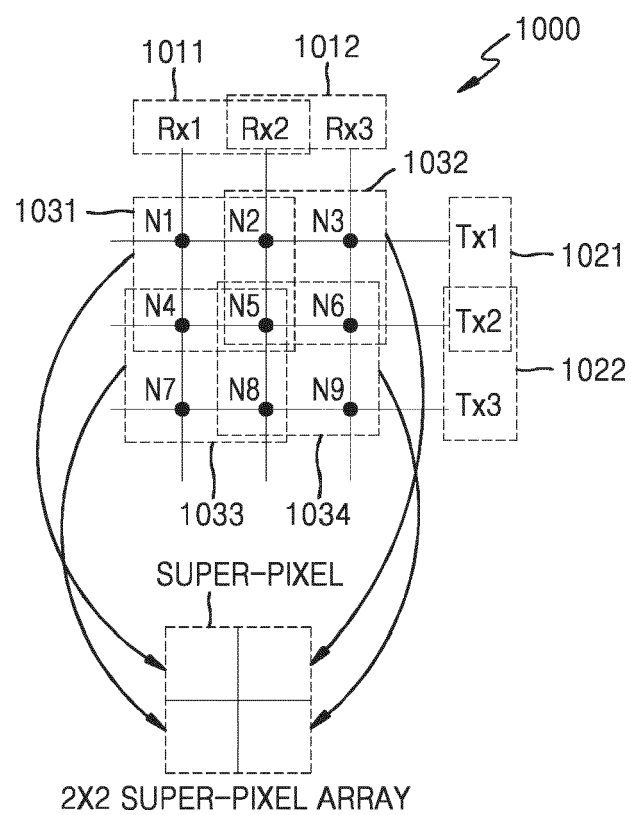 1000
1011
1012
Rx1 Rx2 Rx3
1032
1031
N1 N2 N3
Tx1
1021
N4 N5 N6
Tx2
1022
N7 N8 N9
Tx3
1033
1034
SUPER-PIXEL
2X2 SUPER-PIXEL ARRAY